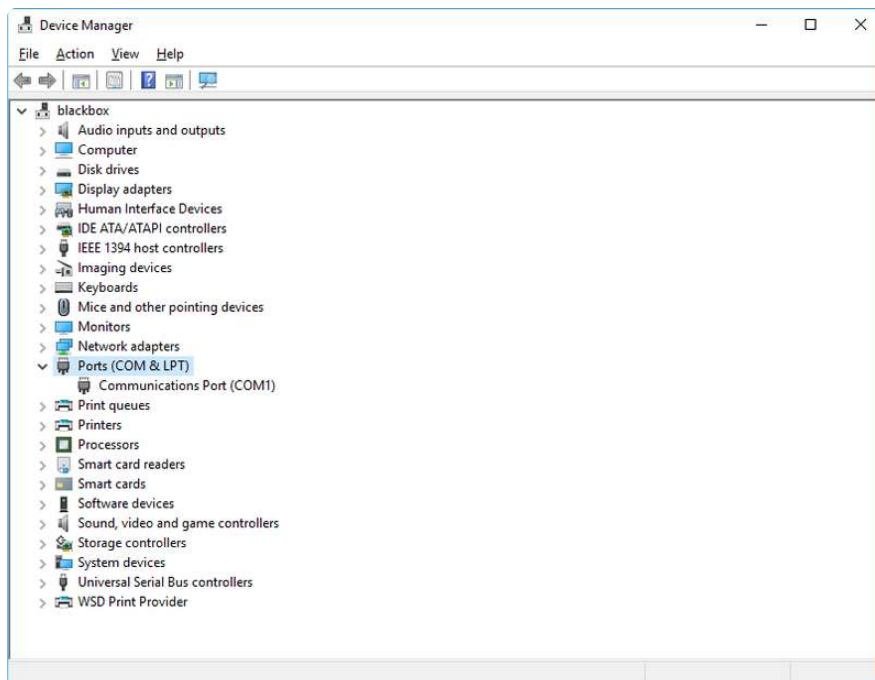 Device Manager
File Action View Help
blackbox
Audio inputs and outputs
Computer
Disk drives
Display adapters
Human Interface Devices
IDE ATA/ATAPI controllers
IEEE 1394 host controllers
Imaging devices
Keyboards
Mice and other pointing devices
Monitors
Network adapters
Ports (COM & LPT)
Communications Port (COM1)
Print queues
Printers
Processors
Smart card readers
Smart cards
Software devices
Sound, video and game controllers
Storage controllers
System devices
Universal Serial Bus controllers
WSD Print Provider